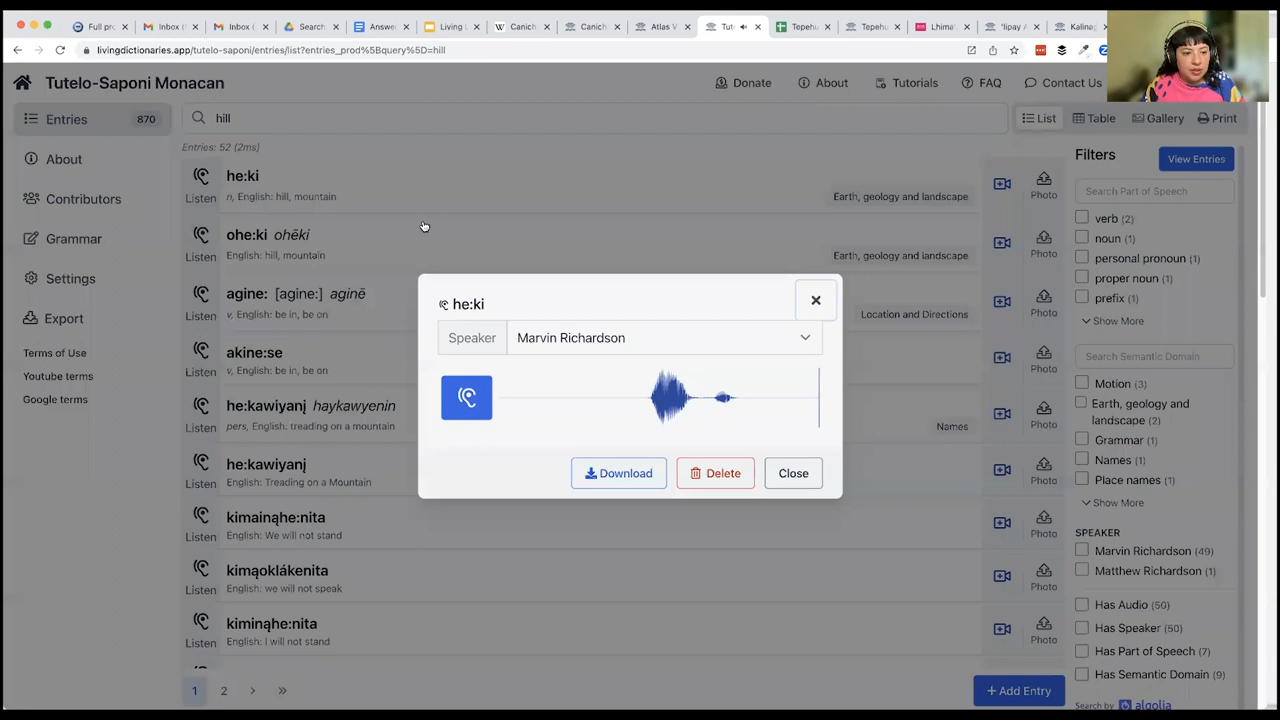 Full pr
Inbox (
Inbox (
Search
Answe
Living
Canich
Canich
Atlas V
Tut
Tepehu
Tepehu
Lhima'
'Iipay A
Kalina
livingdictionaries.app/tutelo-saponi/entries/list?entries_prod%5Bquery%5D=hill
Tutelo-Saponi Monacan
Donate
About
Tutorials
FAQ
Contact Us
Entries 870
About
Contributors
Grammar
Settings
Export
Terms of Use
Youtube terms
Google terms
hill
List
Table
Gallery
Print
Entries: 52 (2ms)
Listen
he:ki
n, English: hill, mountain
Earth, geology and landscape
Photo
Listen
ohe:ki ohēki
English: hill, mountain
Earth, geology and landscape
Photo
Listen
agine: [agine:] aginē
v, English: be in, be on
Location and Directions
Photo
Listen
akine:se
v, English: be in, be on
Photo
Listen
he:kawiyanį haykawyenin
pers, English: treading on a mountain
Names
Photo
Listen
he:kawiyanį
English: Treading on a Mountain
Photo
Listen
kimainąhe:nita
English: We will not stand
Photo
Listen
kimąoklákenita
English: we will not speak
Photo
Listen
kiminąhe:nita
English: I will not stand
Photo
1 2
+ Add Entry
he:ki
Speaker
Marvin Richardson
Download
Delete
Close
Filters
View Entries
Search Part of Speech
verb (2)
noun (1)
personal pronoun (1)
proper noun (1)
prefix (1)
Show More
Search Semantic Domain
Motion (3)
Earth, geology and
landscape (2)
Grammar (1)
Names (1)
Place names (1)
Show More
SPEAKER
Marvin Richardson (49)
Matthew Richardson (1)
Has Audio (50)
Has Speaker (50)
Has Part of Speech (7)
Has Semantic Domain (9)
Search by algolia